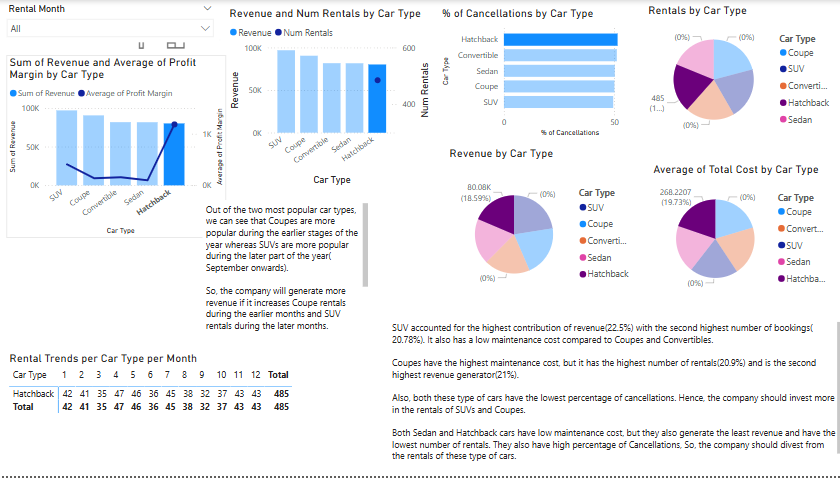 Rental Month
All
Sum of Revenue and Average of Profit
Margin by Car Type
Sum of Revenue Average of Profit Margin
Sum of Revenue
100K
50K
0K
1K
0K
Average of Profit Margin
SUV
Coupe
Convertible
Sedan
Hatchback
Car Type
Revenue and Num Rentals by Car Type
Revenue Num Rentals
Revenue
100K
50K
0K
600
400
Num Rentals
SUV
Coupe
Convertible
Sedan
Hatchback
Car Type
% of Cancellations by Car Type
Car Type
Hatchback
Convertible
Sedan
Coupe
SUV
0
50
% of Cancellations
Rentals by Car Type
(0%)
(0%)
485
(1...)
(0%)
Car Type
Coupe
SUV
Converti...
Hatchback
Sedan
Revenue by Car Type
80.08K
(18.59%)
(0%)
(0%)
Car Type
SUV
Coupe
Converti...
Sedan
Hatchback
Average of Total Cost by Car Type
268.2207
(19.73%)
(0%)
(0%)
Car Type
Coupe
Convert...
SUV
Sedan
Hatchba...
Out of the two most popular car types,
we can see that Coupes are more
popular during the earlier stages of the
year whereas SUVs are more popular
during the later part of the year(
September onwards).
So, the company will generate more
revenue if it increases Coupe rentals
during the earlier months and SUV
rentals during the later months.
SUV accounted for the highest contribution of revenue(22.5%) with the second highest number of bookings(
20.78%). It also has a low maintenance cost compared to Coupes and Convertibles.
Coupes have the highest maintenance cost, but it has the highest number of rentals(20.9%) and is the second
highest revenue generator(21%).
Also, both these type of cars have the lowest percentage of cancellations. Hence, the company should invest more
in the rentals of SUVs and Coupes.
Both Sedan and Hatchback cars have low maintenance cost, but they also generate the least revenue and have the
lowest number of rentals. They also have high percentage of Cancellations, So, the company should divest from
the rentals of these type of cars.
Rental Trends per Car Type per Month
Car Type 1 2 3 4 5 6 7 8 9 10 11 12 Total
Hatchback 42 41 35 47 46 36 45 38 32 37 43 43 485
Total 42 41 35 47 46 36 45 38 32 37 43 43 485